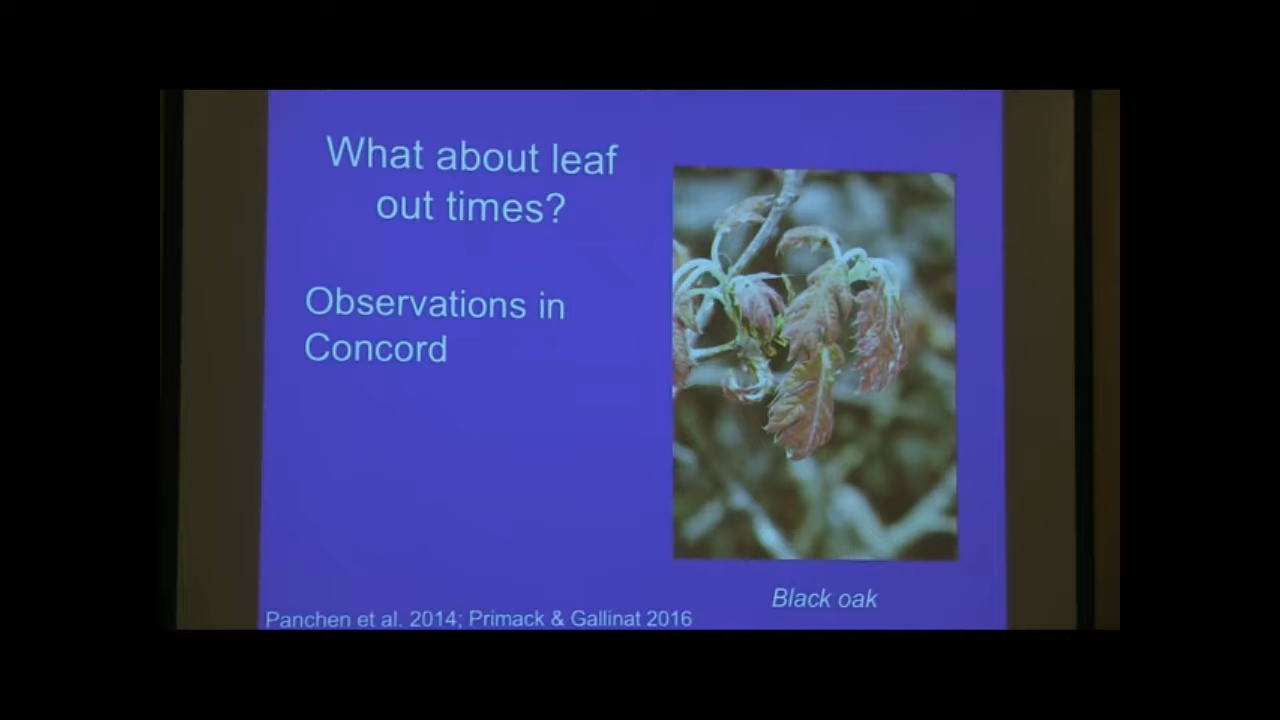 What about leaf
out times?
Observations in
Concord
Black oak
Panchen et al. 2014; Primack & Gallinat 2016